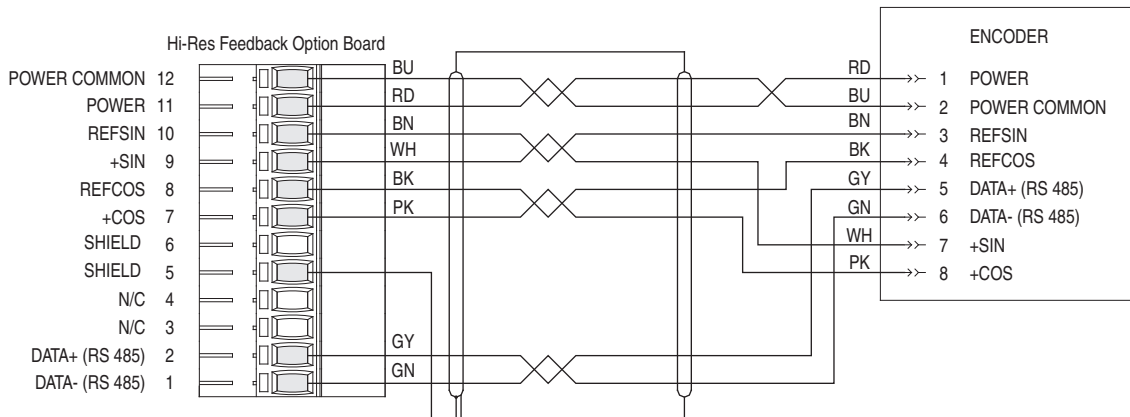 Hi-Res Feedback Option Board
POWER COMMON 12
POWER 11
REFSIN 10
+SIN 9
REFCOS 8
+COS 7
SHIELD 6
SHIELD 5
N/C 4
N/C 3
DATA+ (RS 485) 2
DATA- (RS 485) 1
BU
RD
BN
WH
BK
PK
GY
GN
RD
BU
BN
BK
GY
GN
WH
PK
ENCODER
1 POWER
2 POWER COMMON
3 REFSIN
4 REFCOS
5 DATA+ (RS 485)
6 DATA- (RS 485)
7 +SIN
8 +COS